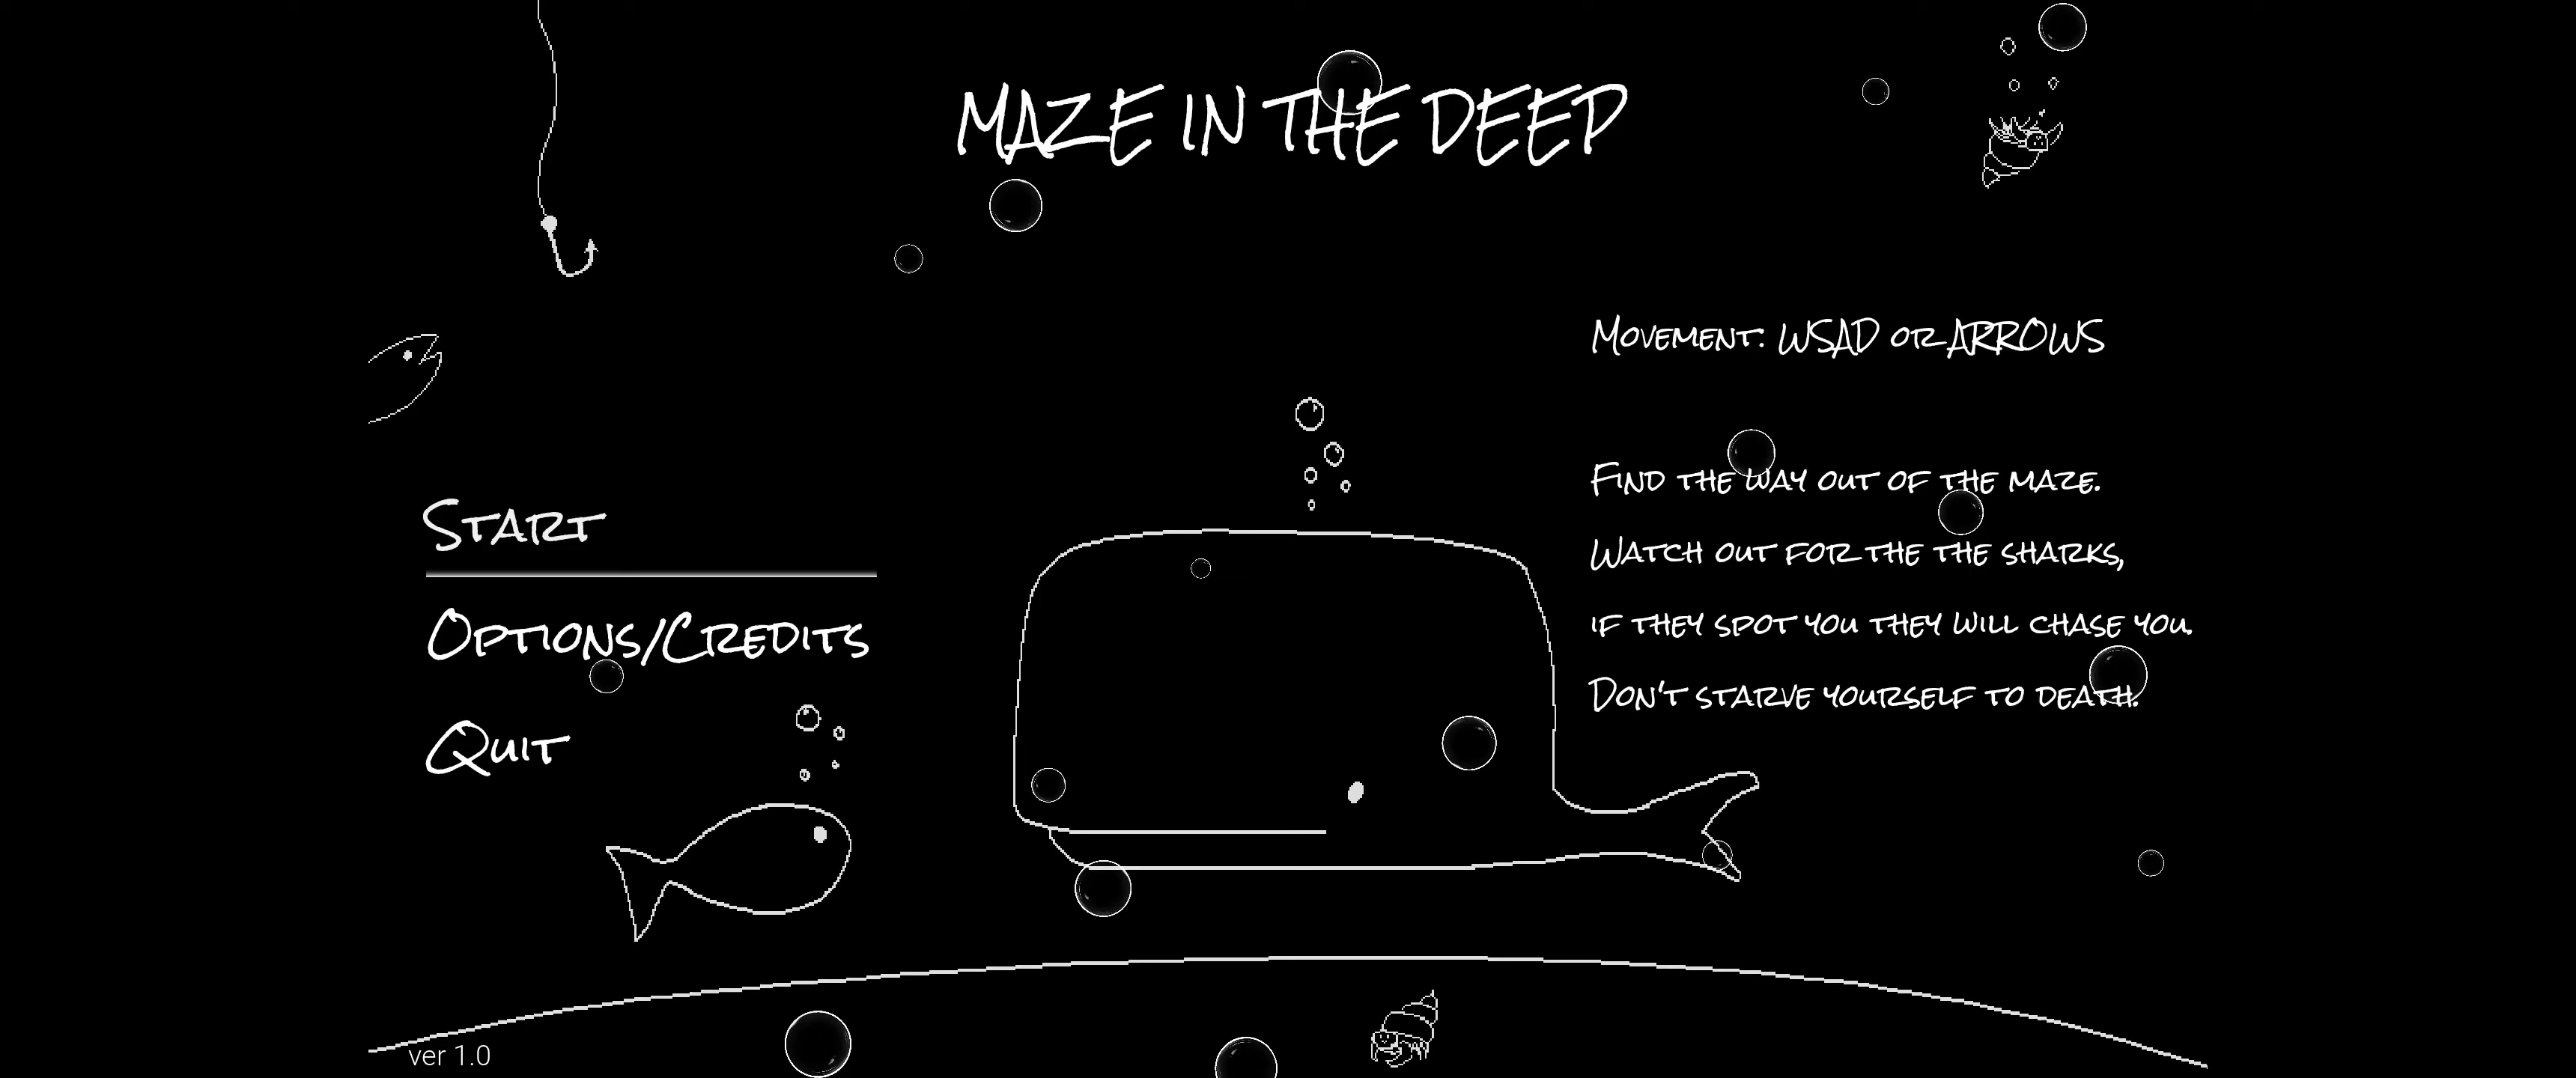 MAZE IN THE DEEP
Movement: WSAD or ARROWS
Find the way out of the maze.
Watch out for the the sharks,
if they spot you they will chase you.
Don't starve yourself to death.
Start
Options/Credits
Quit
ver 1.0